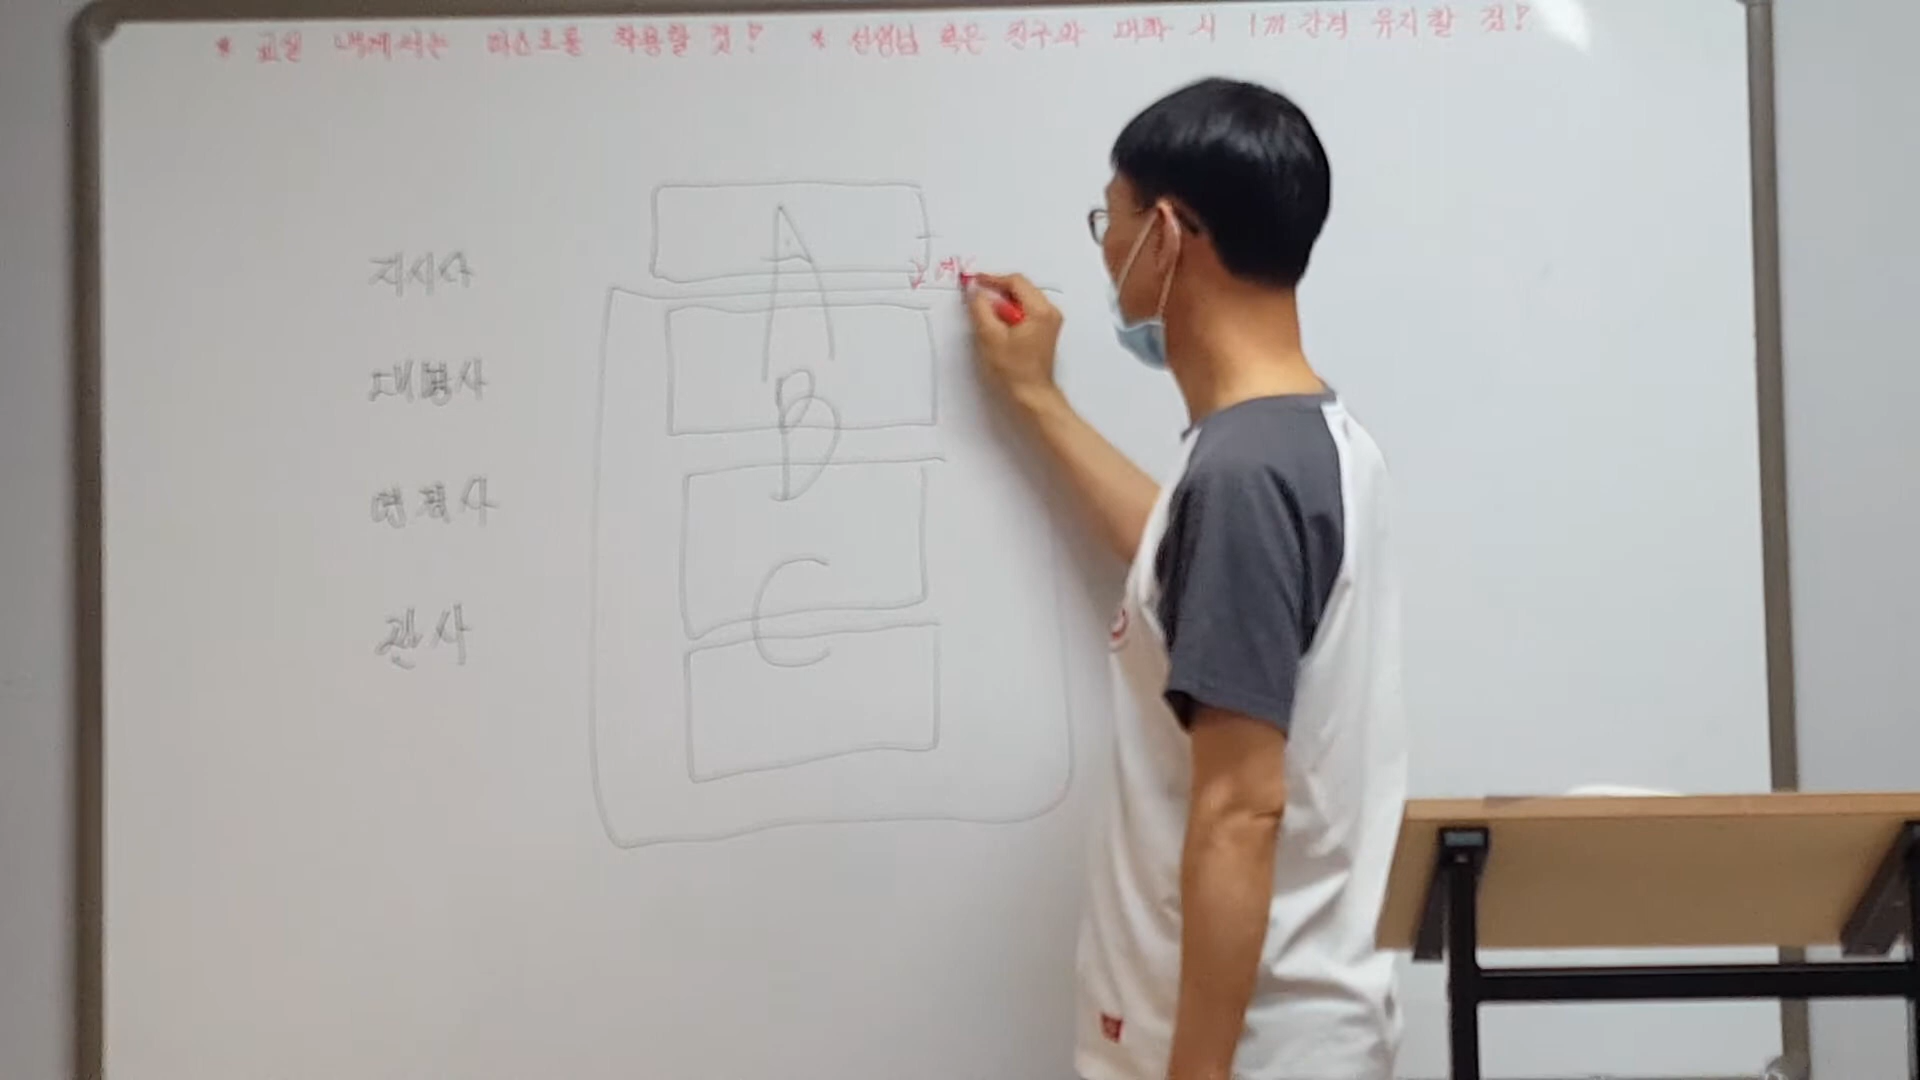 * 교실 내에서는 마스크를 착용할 것! * 선생님 혹은 친구와 대화 시 1m 간격 유지할 것!
A
지시사
대명사
B
인칭사
관사
C